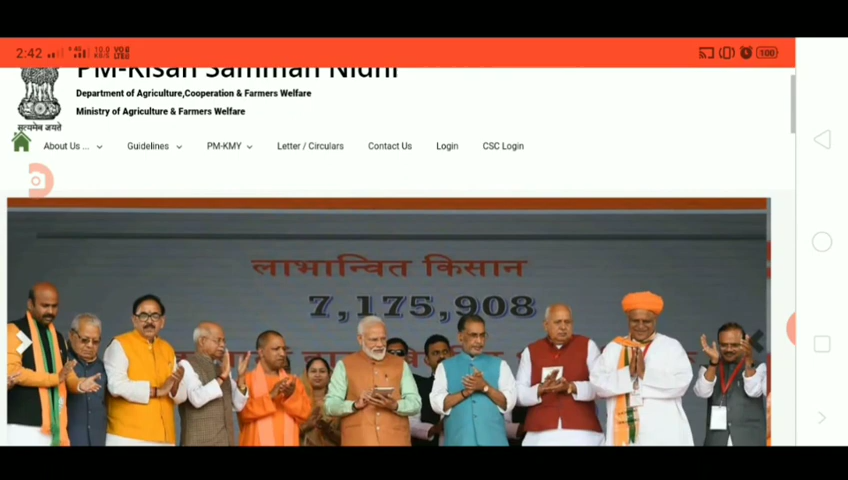 2:42
100
PM-Kisan Samman Nidhi
Department of Agriculture,Cooperation & Farmers Welfare
Ministry of Agriculture & Farmers Welfare
सत्यमेव जयते
About Us ... Guidelines PM-KMY Letter / Circulars Contact Us Login CSC Login
लाभान्वित किसान
7,175,908